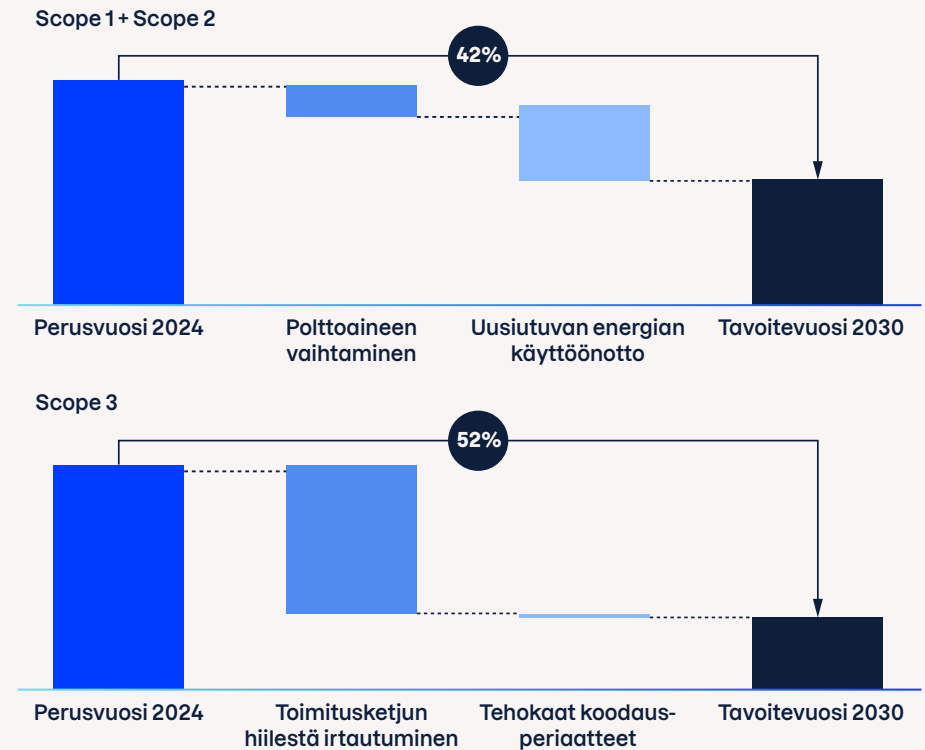 Scope 1 + Scope 2
42%
Perusvuosi 2024
Polttoaineen
vaihtaminen
Uusiutuvan energian
käyttöönotto
Tavoitevuosi 2030
Scope 3
52%
Perusvuosi 2024
Toimitusketjun
hiilestä irtautuminen
Tehokaat koodaus-
periaatteet
Tavoitevuosi 2030